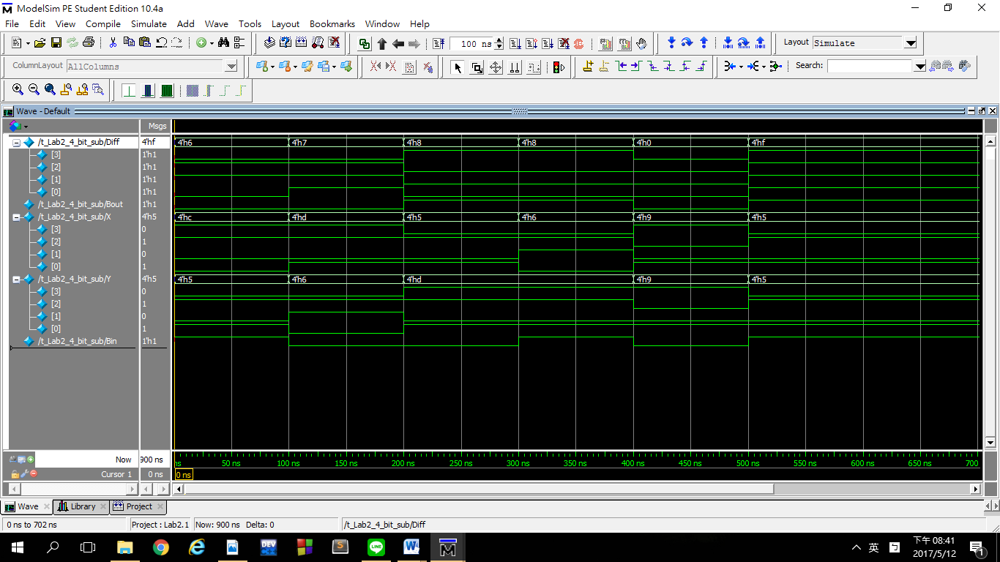 ModelSim PE Student Edition 10.4a
File Edit View Compile Simulate Add Wave Tools Layout Bookmarks Window Help
100 ns
Layout Simulate
ColumnLayout AllColumns
Search:
Wave - Default
Msgs
/t_Lab2_4_bit_sub/Diff 4'hf 4'h6 4'h7 4'h8 4'h8 4'h0 4'hf
[3] 1'h1
[2] 1'h1
[1] 1'h1
[0] 1'h1
/t_Lab2_4_bit_sub/Bout 1'h1
/t_Lab2_4_bit_sub/X 4'h5 4'hc 4'hd 4'h5 4'h6 4'h9 4'h5
[3] 0
[2] 1
[1] 0
[0] 1
/t_Lab2_4_bit_sub/Y 4'h5 4'h5 4'h6 4'hd 4'h9 4'h5
[3] 0
[2] 1
[1] 0
[0] 1
/t_Lab2_4_bit_sub/Bin 1'h1
Now 900 ns ns 50 ns 100 ns 150 ns 200 ns 250 ns 300 ns 350 ns 400 ns 450 ns 500 ns 550 ns 600 ns 650 ns 700
Cursor 1 0 ns 0 ns
Wave Library Project
0 ns to 702 ns Project : Lab2.1 Now: 900 ns Delta: 0 /t_Lab2_4_bit_sub/Diff
DEV C++ S LINE W M 英 ㄅ 下午 08:41
2017/5/12 1